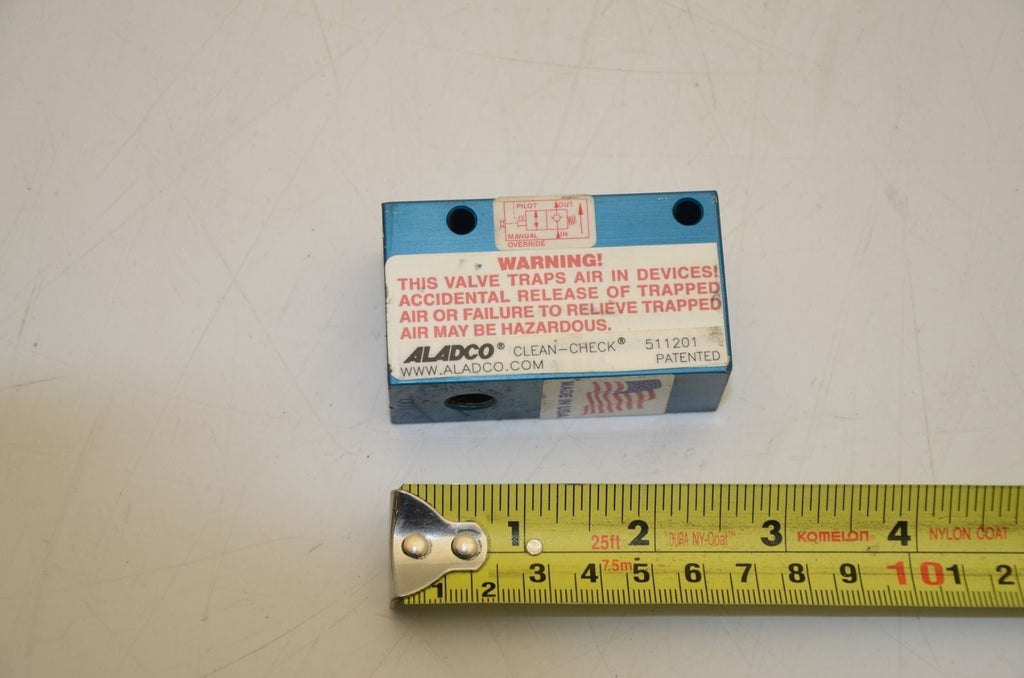 PILOT OUT
MANUAL IN
OVERRIDE
WARNING!
THIS VALVE TRAPS AIR IN DEVICES!
ACCIDENTAL RELEASE OF TRAPPED
AIR OR FAILURE TO RELIEVE TRAPPED
AIR MAY BE HAZARDOUS.
ALADCO® CLEAN-CHECK® 511201
WWW.ALADCO.COM PATENTED
MADE IN USA
1 25ft 2 DURA NY-Coat™ 3 KOMELON® 4 NYLON COAT
7.5m
1 2 3 4 5 6 7 8 9 10 1 2